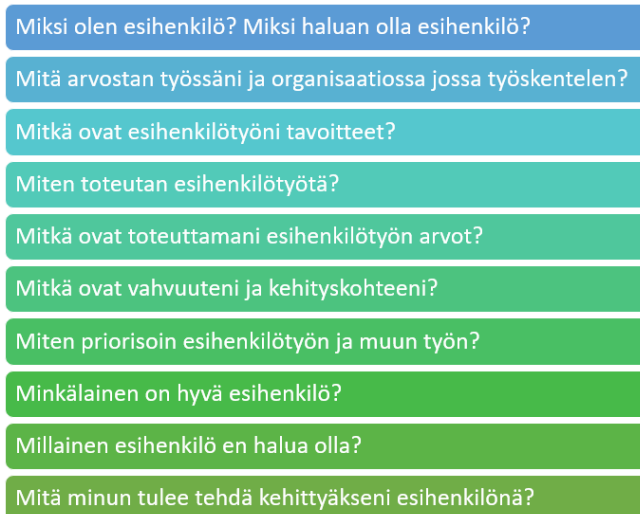 Miksi olen esihenkilö? Miksi haluan olla esihenkilö?
Mitä arvostan työssäni ja organisaatiossa jossa työskentelen?
Mitkä ovat esihenkilötyöni tavoitteet?
Miten toteutan esihenkilötyötä?
Mitkä ovat toteuttamani esihenkilötyön arvot?
Mitkä ovat vahvuuteni ja kehityskohteeni?
Miten priorisoin esihenkilötyön ja muun työn?
Minkälainen on hyvä esihenkilö?
Millainen esihenkilö en halua olla?
Mitä minun tulee tehdä kehittyäkseni esihenkilönä?